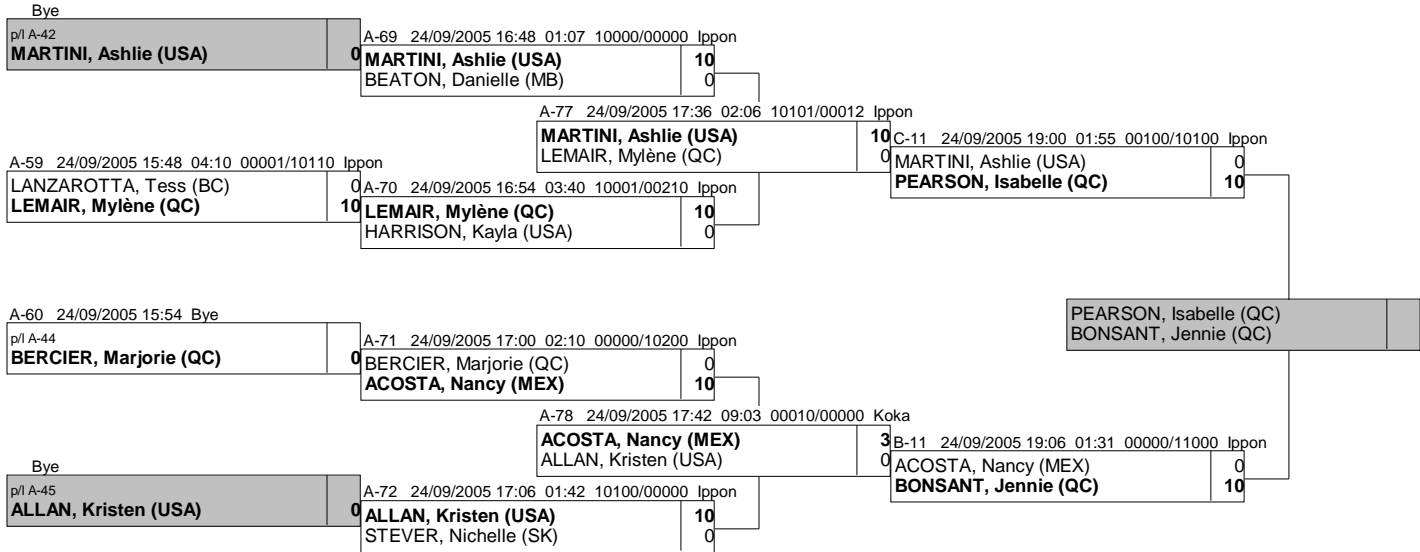 Bye
p/l A-42
MARTINI, Ashlie (USA) 0
A-69 24/09/2005 16:48 01:07 10000/00000 Ippon
MARTINI, Ashlie (USA) 10
BEATON, Danielle (MB) 0
A-77 24/09/2005 17:36 02:06 10101/00012 Ippon
MARTINI, Ashlie (USA) 10
LEMAIR, Mylène (QC) 0
C-11 24/09/2005 19:00 01:55 00100/10100 Ippon
MARTINI, Ashlie (USA) 0
PEARSON, Isabelle (QC) 10
A-59 24/09/2005 15:48 04:10 00001/10110 Ippon
LANZAROTTA, Tess (BC) 0
LEMAIR, Mylène (QC) 10
A-70 24/09/2005 16:54 03:40 10001/00210 Ippon
LEMAIR, Mylène (QC) 10
HARRISON, Kayla (USA) 0
PEARSON, Isabelle (QC)
BONSANT, Jennie (QC)
A-60 24/09/2005 15:54 Bye
p/l A-44
BERCIER, Marjorie (QC) 0
A-71 24/09/2005 17:00 02:10 00000/10200 Ippon
BERCIER, Marjorie (QC) 0
ACOSTA, Nancy (MEX) 10
A-78 24/09/2005 17:42 09:03 00010/00000 Koka
ACOSTA, Nancy (MEX) 3
ALLAN, Kristen (USA) 0
B-11 24/09/2005 19:06 01:31 00000/11000 Ippon
ACOSTA, Nancy (MEX) 0
BONSANT, Jennie (QC) 10
Bye
p/l A-45
ALLAN, Kristen (USA) 0
A-72 24/09/2005 17:06 01:42 10100/00000 Ippon
ALLAN, Kristen (USA) 10
STEVER, Nichelle (SK) 0